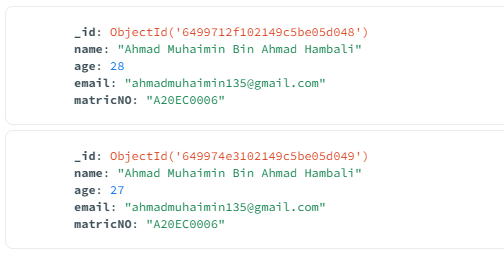 _id: ObjectId('6499712f102149c5be05d048')
name: "Ahmad Muhaimin Bin Ahmad Hambali"
age: 28
email: "ahmadmuhaimin135@gmail.com"
matricNO: "A20EC0006"
_id: ObjectId('649974e3102149c5be05d049')
name: "Ahmad Muhaimin Bin Ahmad Hambali"
age: 27
email: "ahmadmuhaimin135@gmail.com"
matricNO: "A20EC0006"